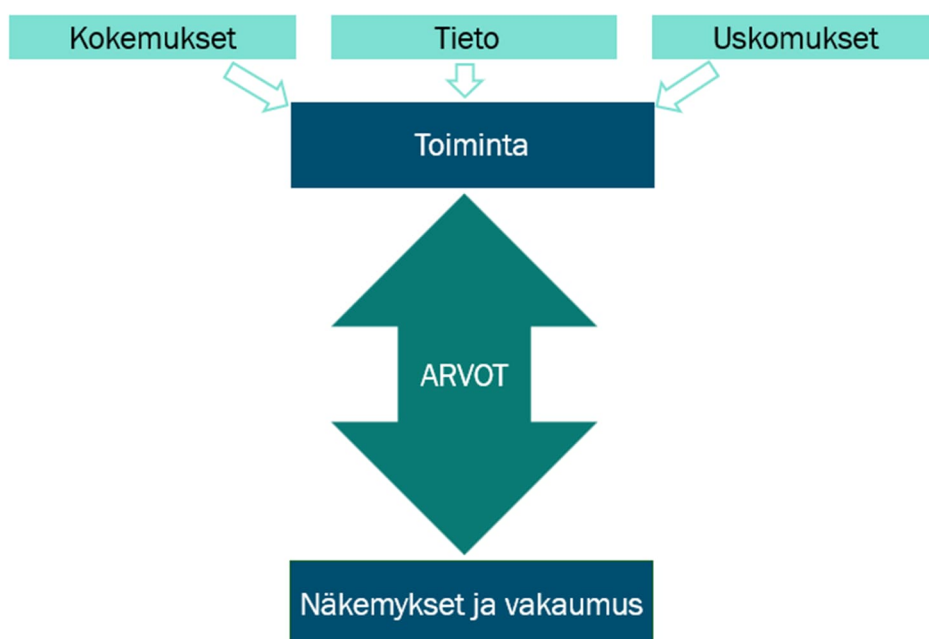 Kokemukset
Tieto
Uskomukset
Toiminta
ARVOT
Näkemykset ja vakaumus